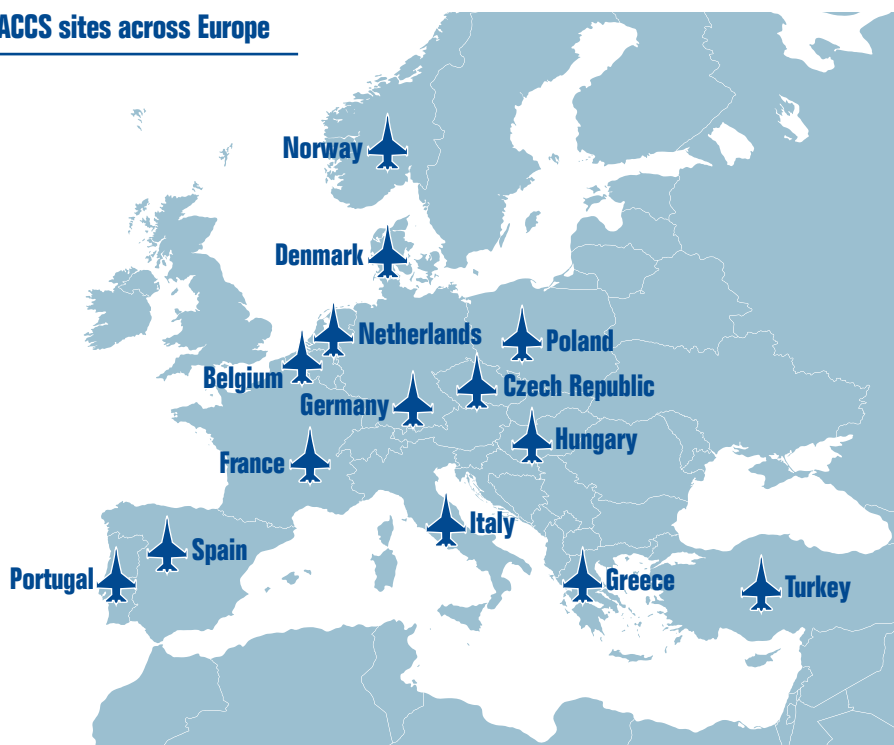 ACCS sites across Europe
Norway
Denmark
Netherlands
Poland
Belgium
Czech Republic
Germany
Hungary
France
Italy
Spain
Portugal
Greece
Turkey